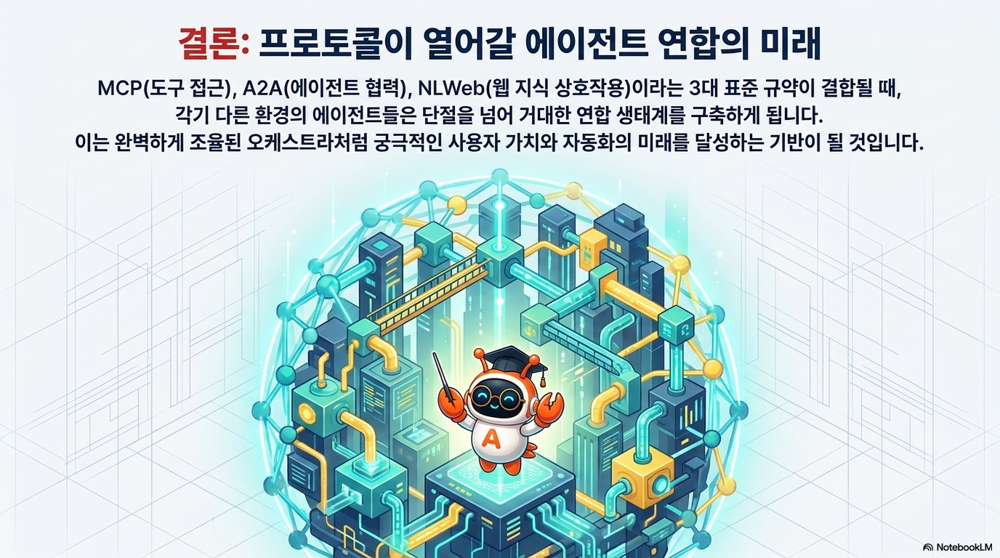 결론: 프로토콜이 열어갈 에이전트 연합의 미래
MCP(도구 접근), A2A(에이전트 협력), NLWeb(웹 지식 상호작용)이라는 3대 표준 규약이 결합될 때,
각기 다른 환경의 에이전트들은 단절을 넘어 거대한 연합 생태계를 구축하게 됩니다.
이는 완벽하게 조율된 오케스트라처럼 궁극적인 사용자 가치와 자동화의 미래를 달성하는 기반이 될 것입니다.
A
NotebookLM